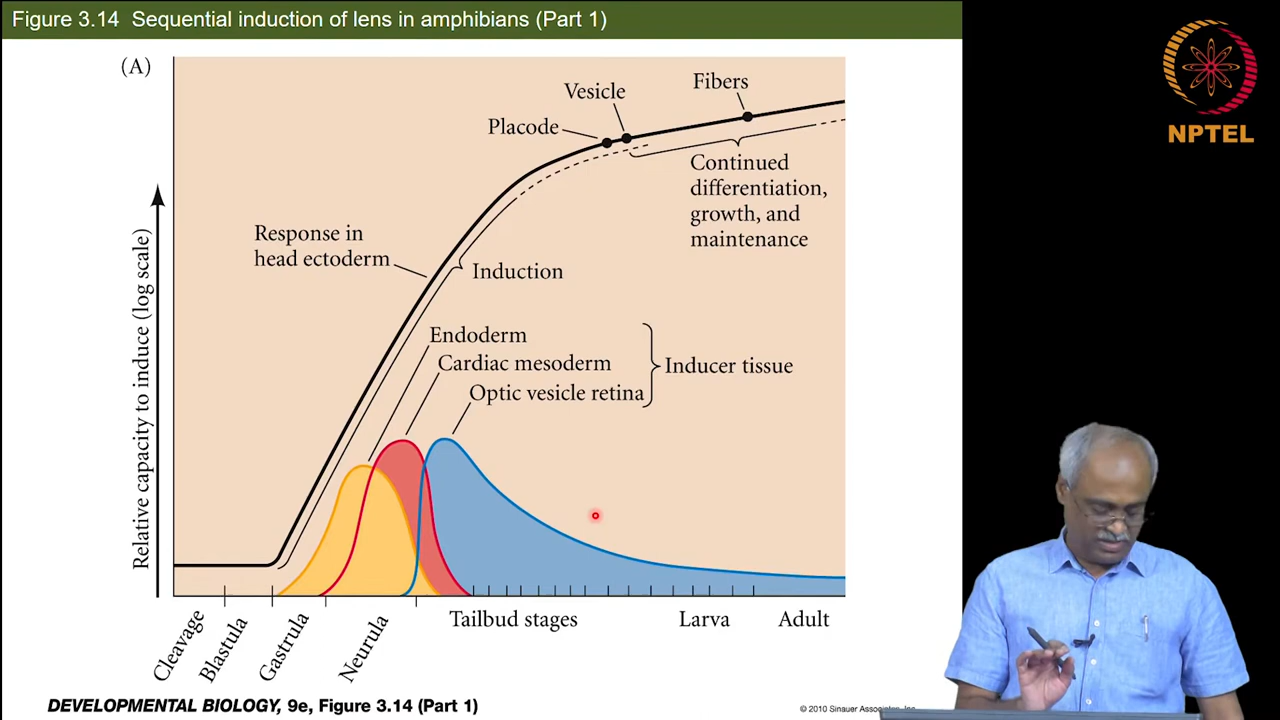 Figure 3.14 Sequential induction of lens in amphibians (Part 1)
NPTEL
(A)
Fibers
Vesicle
Placode
Continued
differentiation,
growth, and
maintenance
Response in
head ectoderm
Induction
Endoderm
Cardiac mesoderm
Optic vesicle retina
Inducer tissue
Relative capacity to induce (log scale)
Cleavage
Blastula
Gastrula
Neurula
Tailbud stages
Larva
Adult
DEVELOPMENTAL BIOLOGY, 9e, Figure 3.14 (Part 1)
© 2010 Sinauer Associates, Inc.